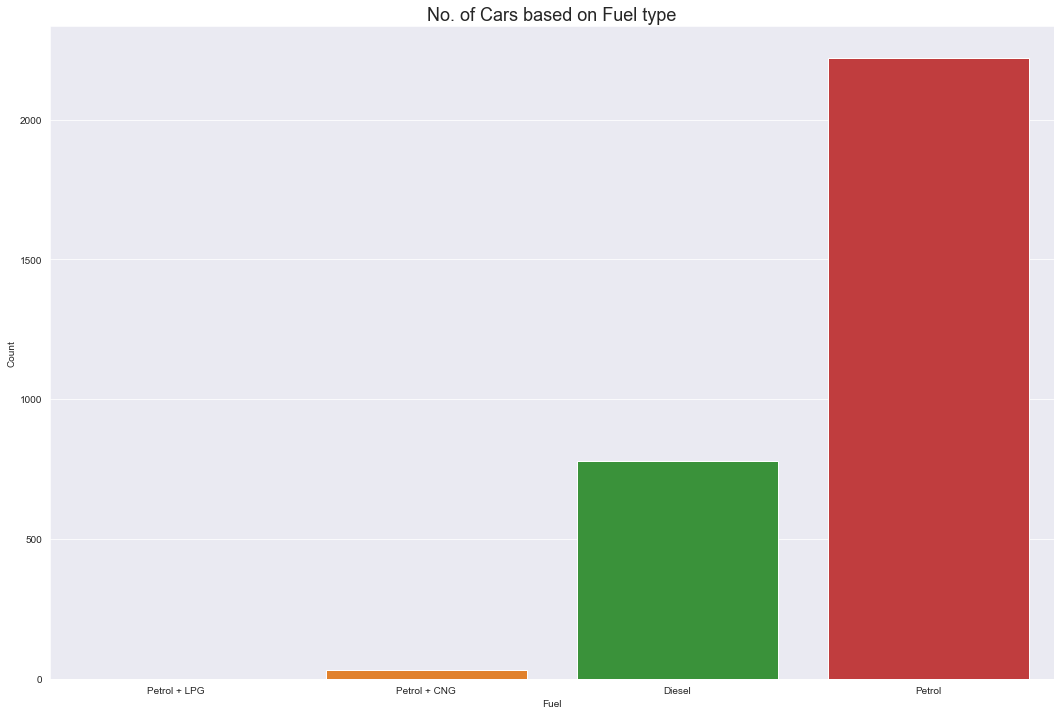 No. of Cars based on Fuel type
2000
1500
1000
500
0
Count
Petrol + LPG
Petrol + CNG
Diesel
Petrol
Fuel